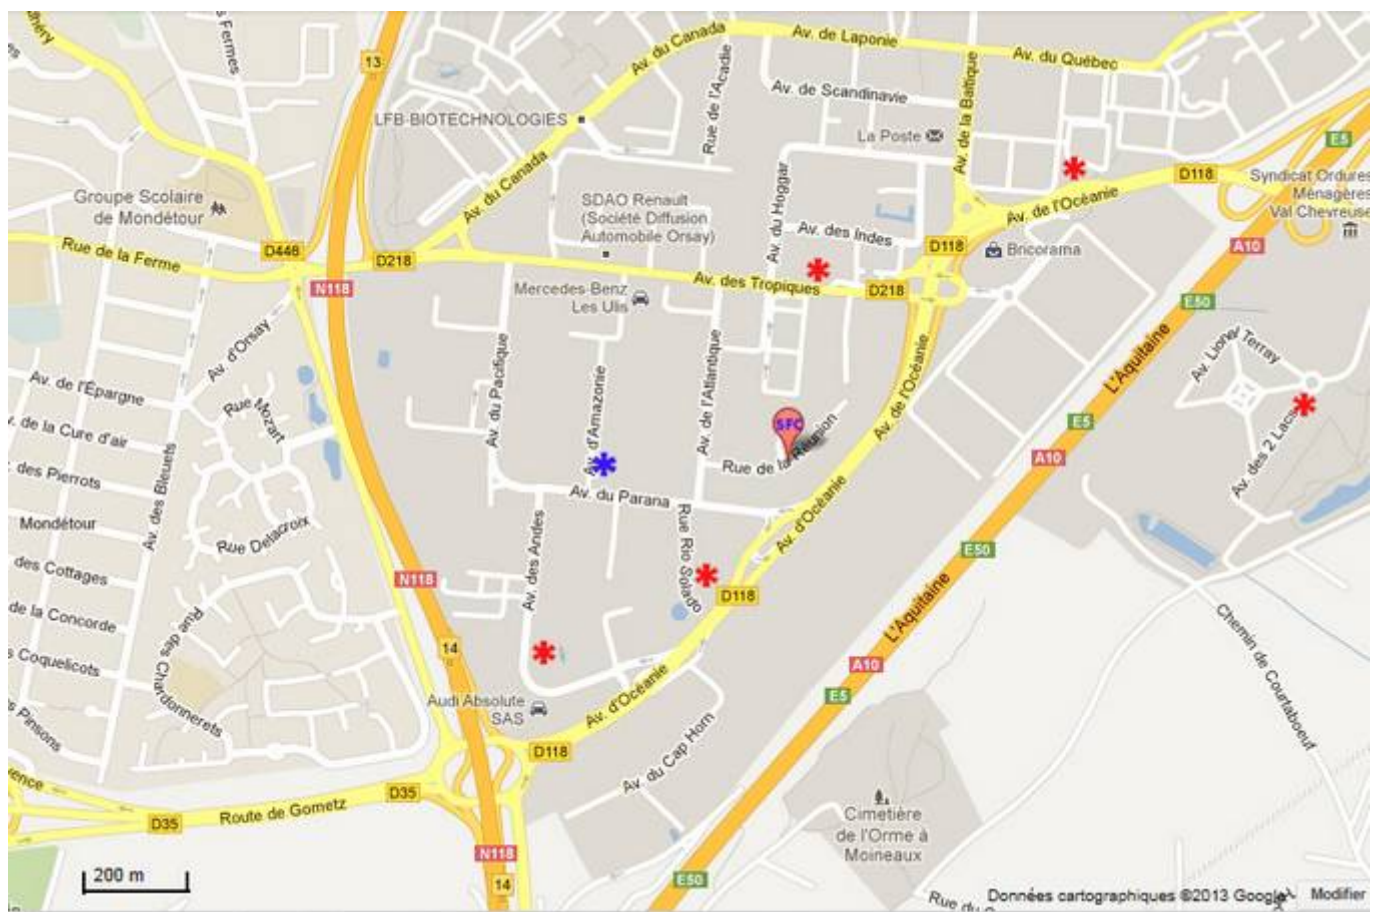 s Fermes
13
Av. du Canada
Av. de Laponie
Av. du Québec
Av. de Scandinavie
Rue de l'Acadie
Av. de la Baltique
LFB-BIOTECHNOLOGIES
La Poste
E5
Groupe Scolaire
de Mondétour
Av. du Canada
SDAO Renault
(Société Diffusion
Automobile Orsay)
Av. du Hoggar
D118
Syndicat Ordures
Ménagères
Val Chevreuse
Av. de l'Océanie
Av. des Indes
Rue de la Ferme
D446
D218
D118
Bricorama
A10
N118
Mercedes-Benz
Les Ulis
Av. des Tropiques
D218
E50
Av. d'Orsay
Av. du Pacifique
Av. d'Amazonie
Av. de l'Atlantique
Av. de l'Océanie
L'Aquitaine
Av. Lionel Terray
Av. de l'Épargne
Rue Mozart
SFC
E5
Av. des 2 Lacs
v. de la Cure d'air
Rue de la Réunion
A10
des Pierrots
Av. des Bleuets
Av. du Parana
Mondétour
Rue Delacroix
Av. des Andes
Rue Rio Solado
Av. d'Océanie
E50
des Cottages
N118
D118
L'Aquitaine
de la Concorde
Rue des Chardonnerets
14
Chemin de Courtaboeuf
s Coquelicots
A10
Audi Absolute
SAS
Av. d'Océanie
E5
s Pinsons
D118
Av. du Cap Horn
D35
Route de Gometz
D35
Cimetière
de l'Orme à
Moineaux
N118
200 m
14
E50
Données cartographiques ©2013 Google
Modifier